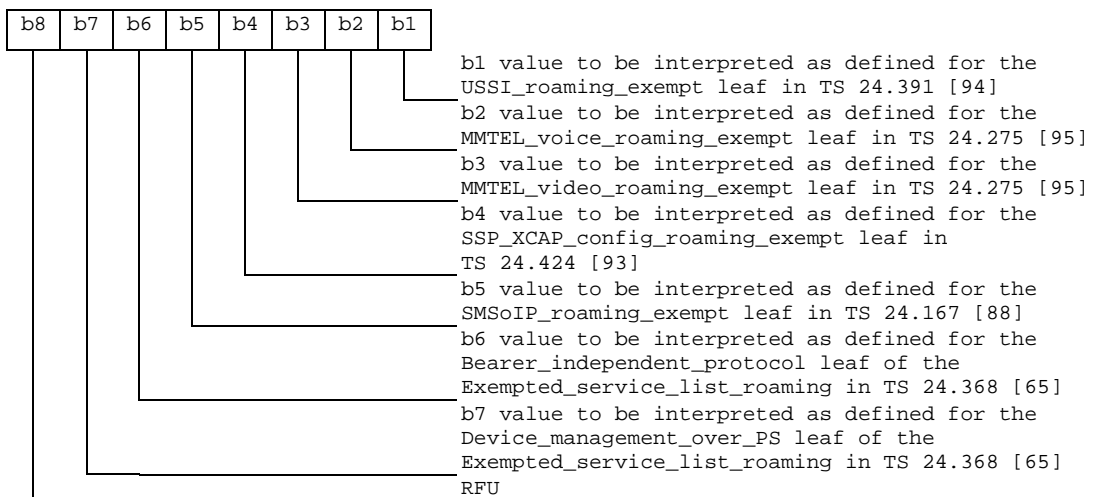 b8 b7 b6 b5 b4 b3 b2 b1
b1 value to be interpreted as defined for the
USSI_roaming_exempt leaf in TS 24.391 [94]
b2 value to be interpreted as defined for the
MMTEL_voice_roaming_exempt leaf in TS 24.275 [95]
b3 value to be interpreted as defined for the
MMTEL_video_roaming_exempt leaf in TS 24.275 [95]
b4 value to be interpreted as defined for the
SSP_XCAP_config_roaming_exempt leaf in
TS 24.424 [93]
b5 value to be interpreted as defined for the
SMSoIP_roaming_exempt leaf in TS 24.167 [88]
b6 value to be interpreted as defined for the
Bearer_independent_protocol leaf of the
Exempted_service_list_roaming in TS 24.368 [65]
b7 value to be interpreted as defined for the
Device_management_over_PS leaf of the
Exempted_service_list_roaming in TS 24.368 [65]
RFU